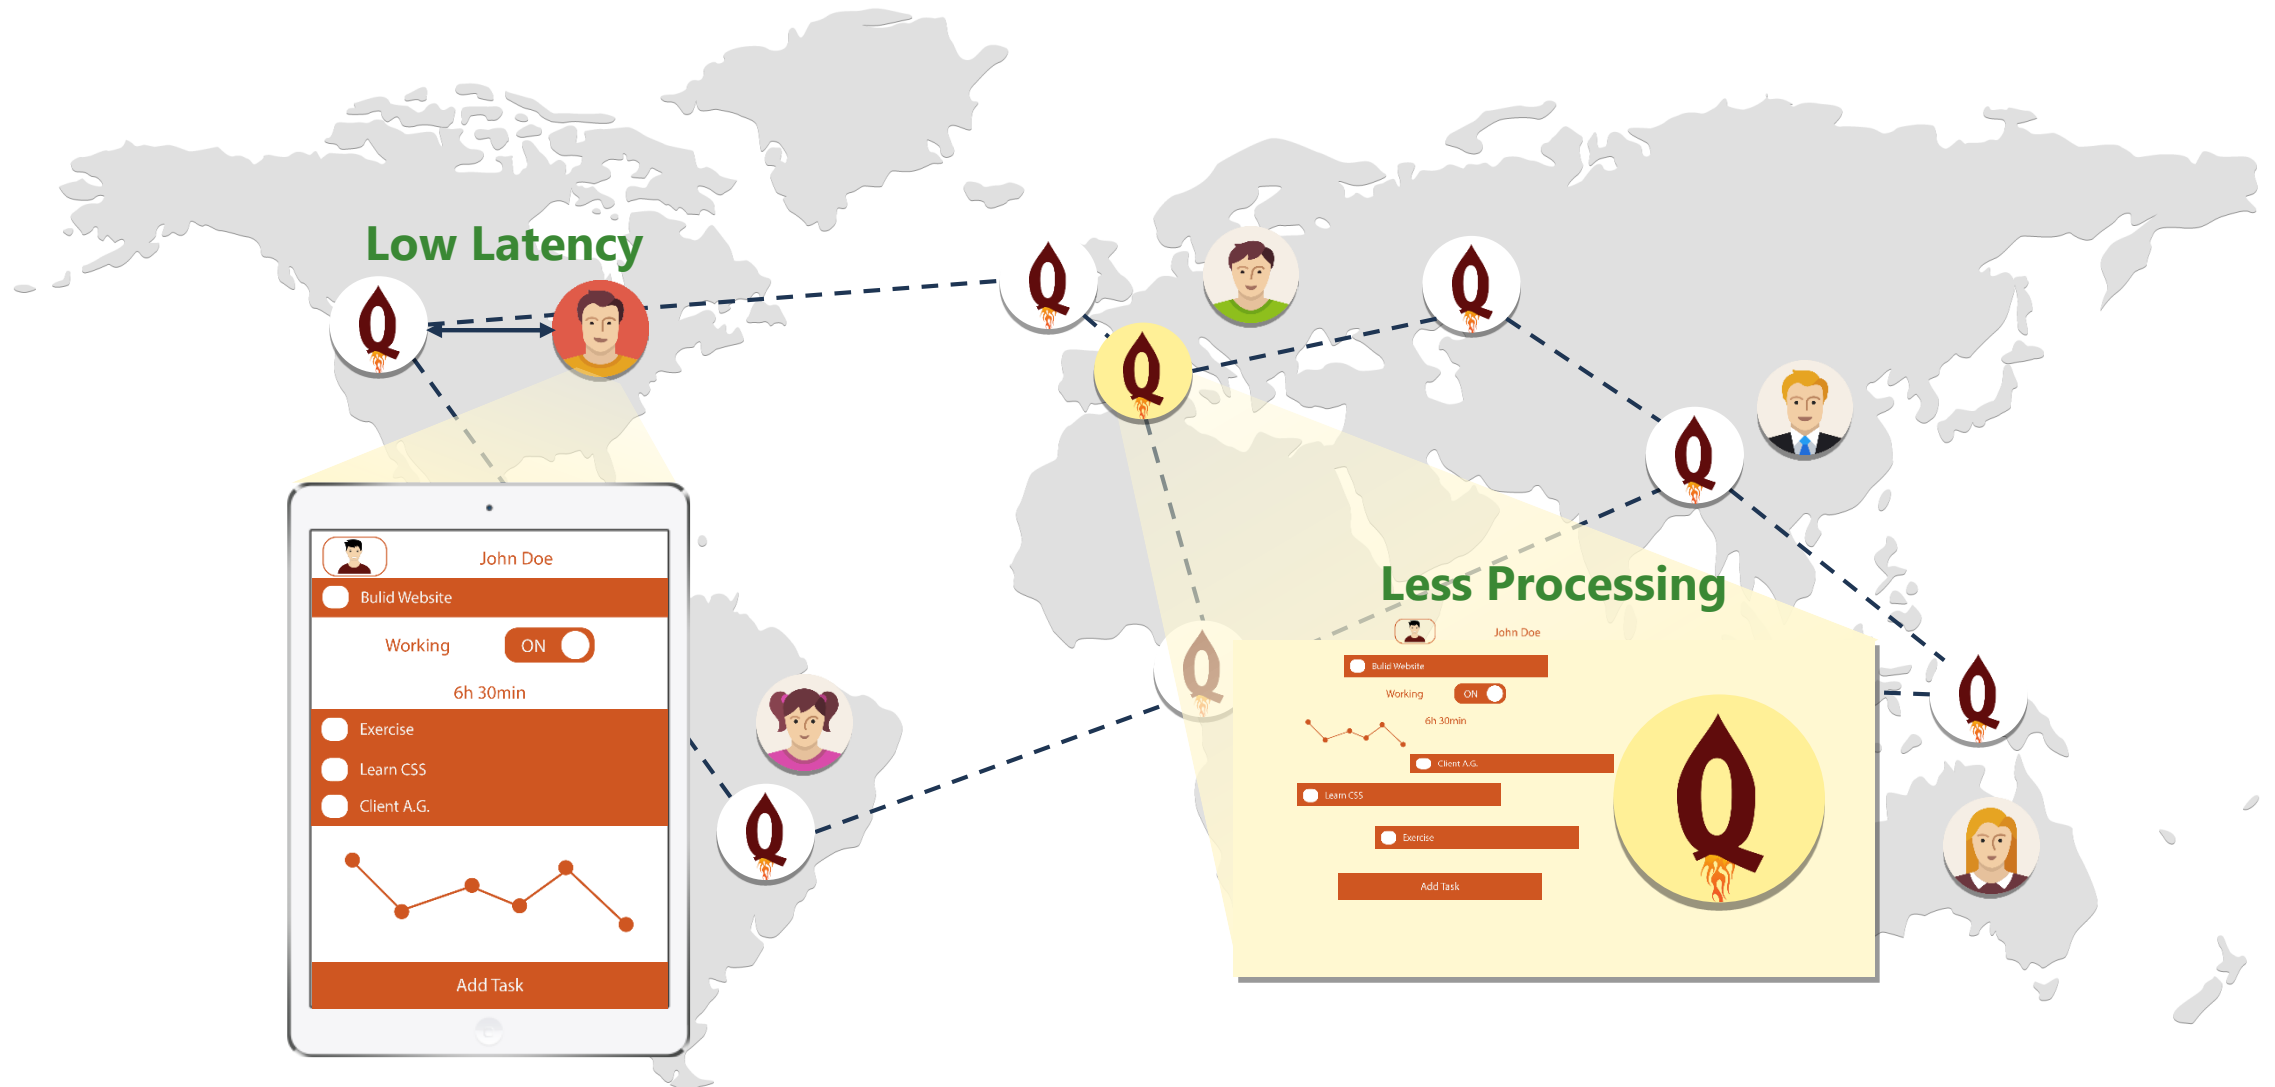 Low Latency
Q
Q
Q
Q
Q
Q
Q
Q
John Doe
Bulid Website
Working ON
6h 30min
Exercise
Learn CSS
Client A.G.
Add Task
Less Processing
John Doe
Bulid Website
Working ON
6h 30min
Client A.G.
Learn CSS
Exercise
Add Task
Q